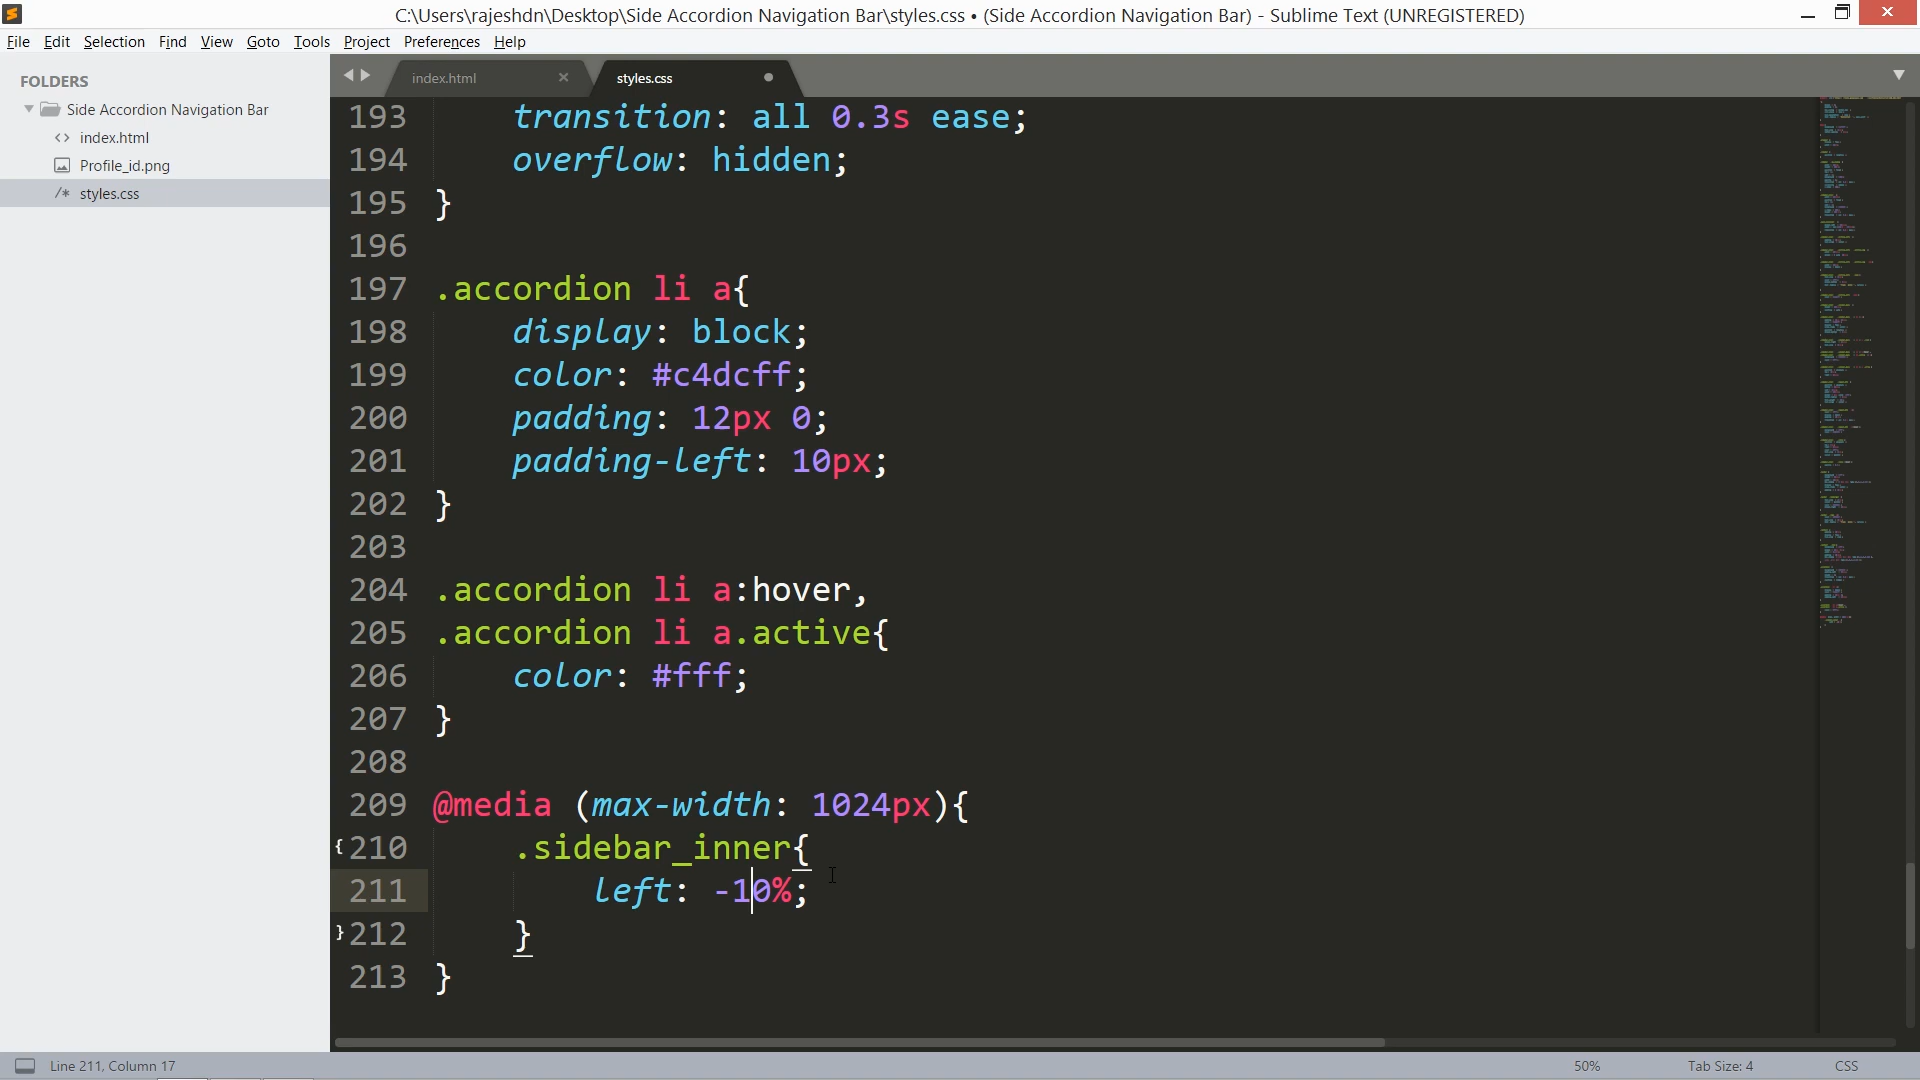 C:\Users\rajeshdn\Desktop\Side Accordion Navigation Bar\styles.css • (Side Accordion Navigation Bar) - Sublime Text (UNREGISTERED)
File Edit Selection Find View Goto Tools Project Preferences Help
FOLDERS
Side Accordion Navigation Bar
<> index.html
Profile_id.png
/* styles.css
index.html
styles.css
193 transition: all 0.3s ease;
194 overflow: hidden;
195 }
196
197 .accordion li a{
198 display: block;
199 color: #c4dcff;
200 padding: 12px 0;
201 padding-left: 10px;
202 }
203
204 .accordion li a:hover,
205 .accordion li a.active{
206 color: #fff;
207 }
208
209 @media (max-width: 1024px){
{ 210 .sidebar_inner{
211 left: -10%;
} 212 }
213 }
Line 211, Column 17
50%
Tab Size: 4
CSS